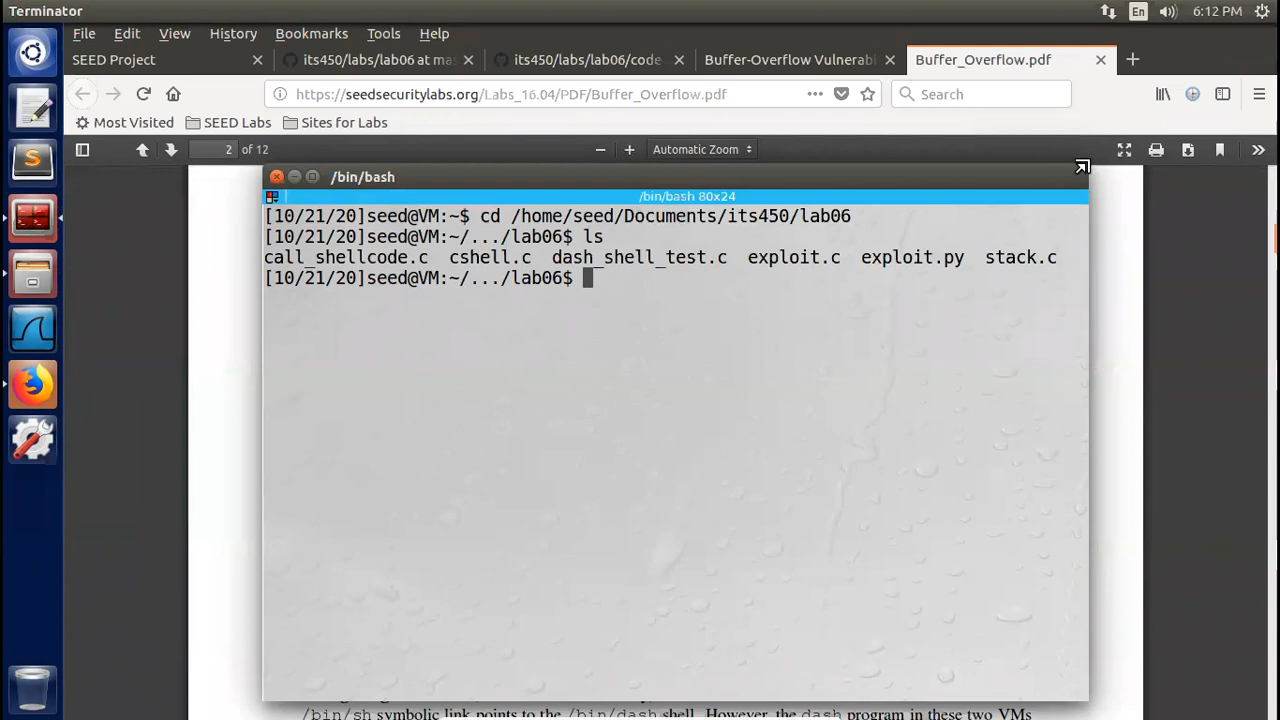 Terminator
En
6:12 PM
File Edit View History Bookmarks Tools Help
SEED Project
its450/labs/lab06 at mas
its450/labs/lab06/code
Buffer-Overflow Vulnerabi
Buffer_Overflow.pdf
https://seedsecuritylabs.org/Labs_16.04/PDF/Buffer_Overflow.pdf
Search
Most Visited SEED Labs Sites for Labs
2 of 12
Automatic Zoom
/bin/bash
/bin/bash 80x24
[10/21/20]seed@VM:~$ cd /home/seed/Documents/its450/lab06
[10/21/20]seed@VM:~/.../lab06$ ls
call_shellcode.c cshell.c dash_shell_test.c exploit.c exploit.py stack.c
[10/21/20]seed@VM:~/.../lab06$
/bin/sh symbolic link points to the /bin/dash shell. However, the dash program in these two VMs